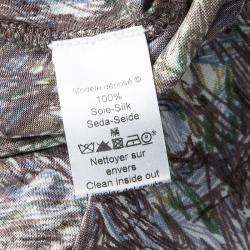 Modèle déposé ©
100%
Soie-Silk
Seda-Seide
Nettoyer sur
envers
Clean inside out